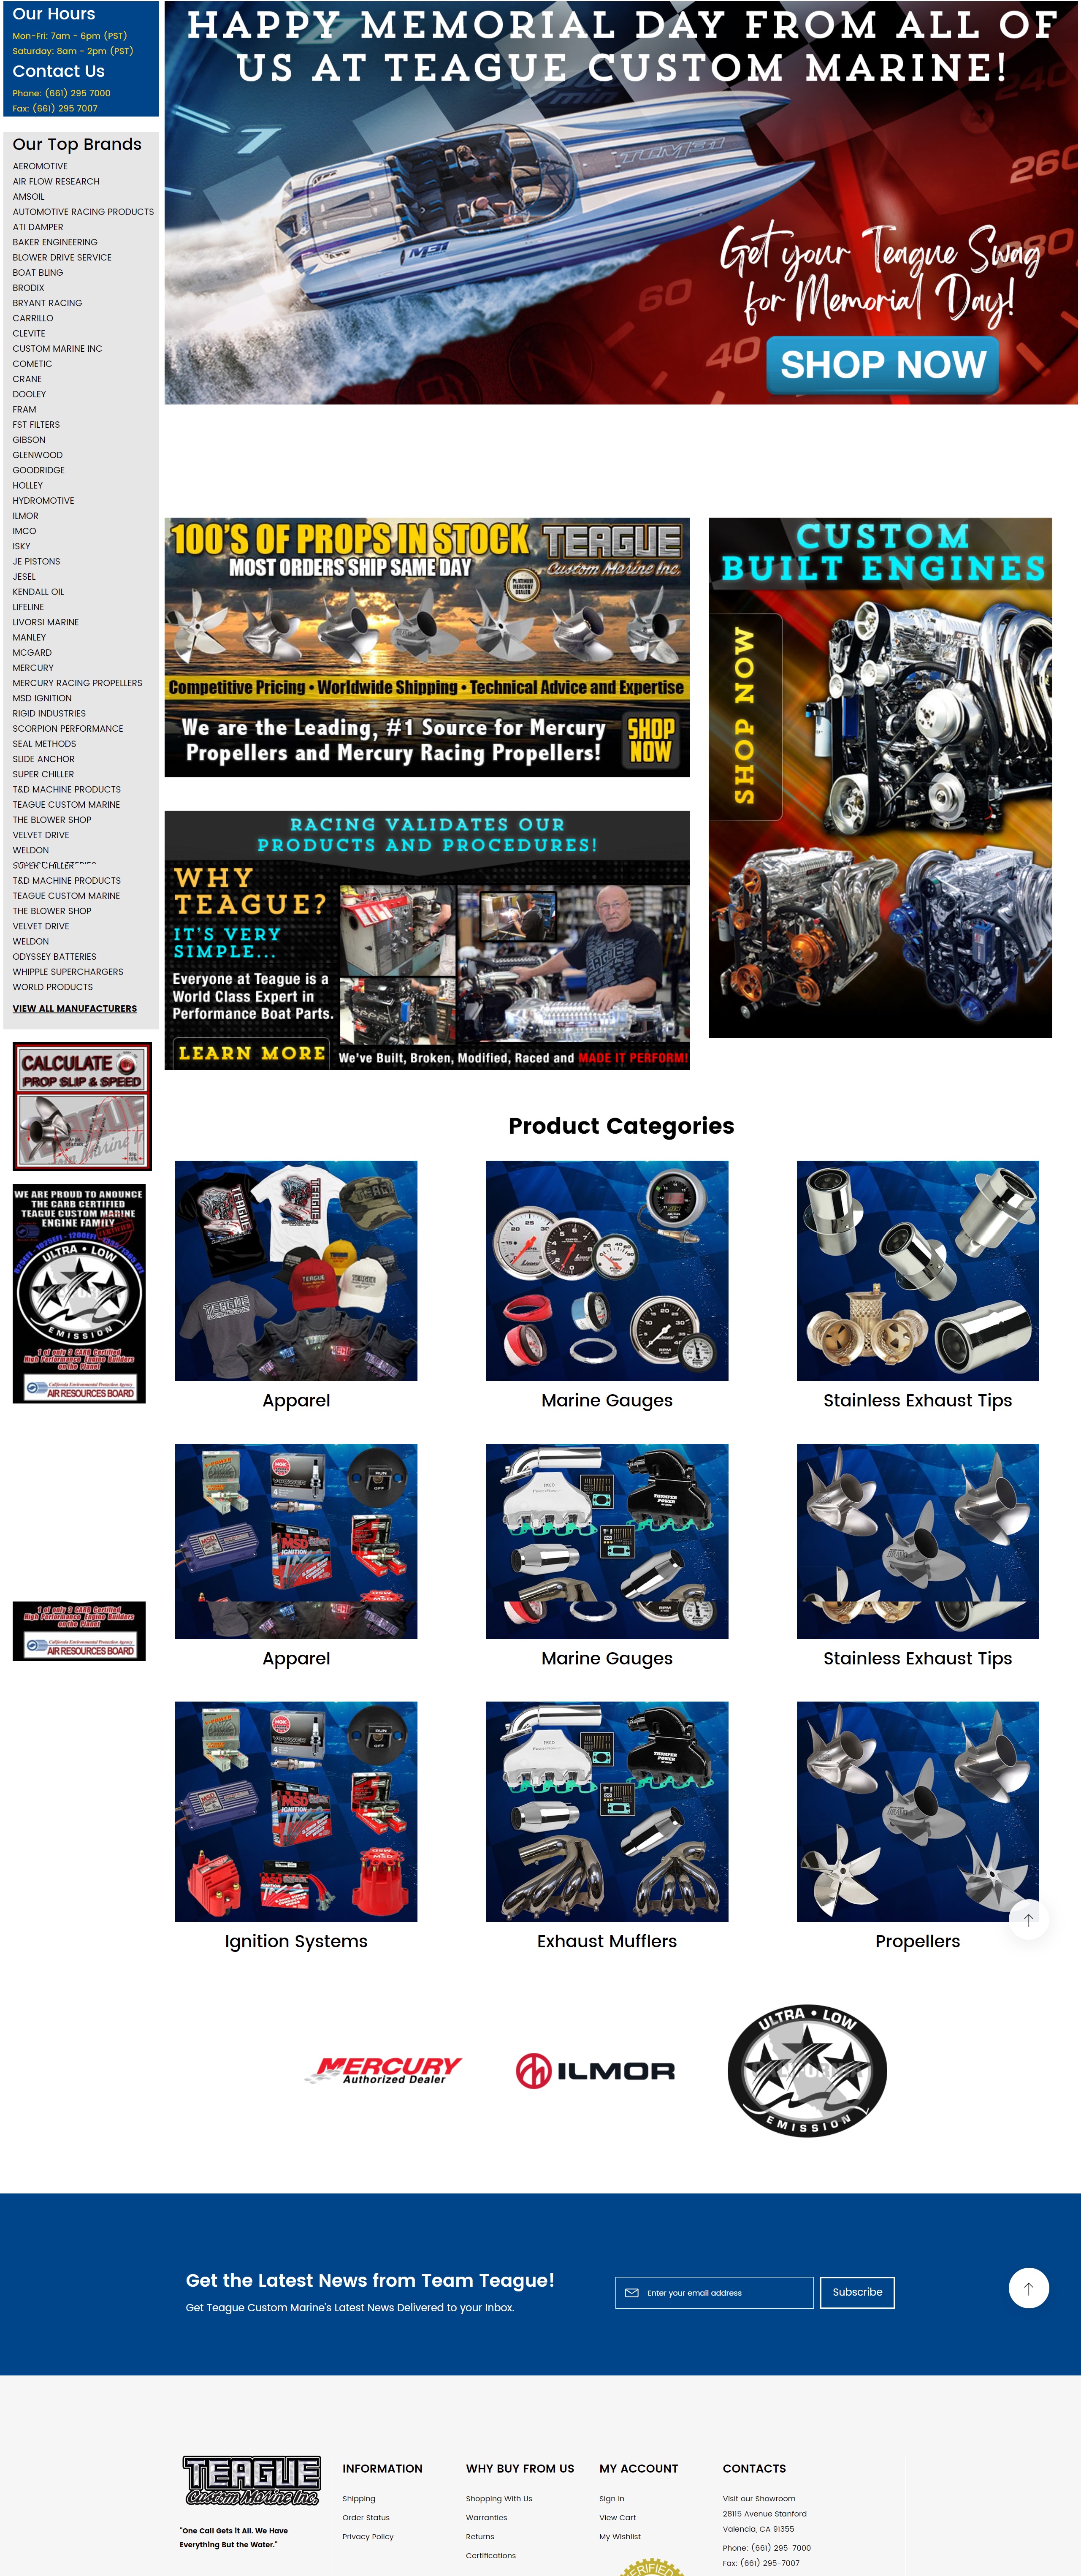 Our Hours
Mon-Fri: 7am - 6pm (PST)
Saturday: 8am - 2pm (PST)
Contact Us
Phone: (661) 295 7000
Fax: (661) 295 7007
Our Top Brands
AEROMOTIVE
AIR FLOW RESEARCH
AMSOIL
AUTOMOTIVE RACING PRODUCTS
ATI DAMPER
BAKER ENGINEERING
BLOWER DRIVE SERVICE
BOAT BLING
BRODIX
BRYANT RACING
CARRILLO
CLEVITE
CUSTOM MARINE INC
COMETIC
CRANE
DOOLEY
FRAM
FST FILTERS
GIBSON
GLENWOOD
GOODRIDGE
HOLLEY
HYDROMOTIVE
ILMOR
IMCO
ISKY
JE PISTONS
JESEL
KENDALL OIL
LIFELINE
LIVORSI MARINE
MANLEY
MCGARD
MERCURY
MERCURY RACING PROPELLERS
MSD IGNITION
RIGID INDUSTRIES
SCORPION PERFORMANCE
SEAL METHODS
SLIDE ANCHOR
SUPER CHILLER
T&D MACHINE PRODUCTS
TEAGUE CUSTOM MARINE
THE BLOWER SHOP
VELVET DRIVE
WELDON
SUPER CHILLER
T&D MACHINE PRODUCTS
TEAGUE CUSTOM MARINE
THE BLOWER SHOP
VELVET DRIVE
WELDON
ODYSSEY BATTERIES
WHIPPLE SUPERCHARGERS
WORLD PRODUCTS
VIEW ALL MANUFACTURERS
CALCULATE
PROP SLIP & SPEED
WE ARE PROUD TO ANOUNCE
THE CARB CERTIFIED
TEAGUE CUSTOM MARINE
ENGINE FAMILY
ULTRA • LOW
EMISSION
1 of only 3 CARB Certified
High Performance Engine Builders
on the Planet
California Environmental Protection Agency
AIR RESOURCES BOARD
1 of only 3 CARB Certified
High Performance Engine Builders
on the Planet
California Environmental Protection Agency
AIR RESOURCES BOARD
HAPPY MEMORIAL DAY FROM ALL OF
US AT TEAGUE CUSTOM MARINE!
240
260
280
60
40
TCM31
M31
Get your Teague Swag
for Memorial Day!
SHOP NOW
100'S OF PROPS IN STOCK
MOST ORDERS SHIP SAME DAY
TEAGUE
Custom Marine Inc.
PLATINUM
MERCURY
DEALER
Competitive Pricing • Worldwide Shipping • Technical Advice and Expertise
We are the Leading, #1 Source for Mercury
Propellers and Mercury Racing Propellers!
SHOP
NOW
CUSTOM
BUILT ENGINES
SHOP NOW
RACING VALIDATES OUR
PRODUCTS AND PROCEDURES!
WHY
TEAGUE?
IT'S VERY
SIMPLE...
Everyone at Teague is a
World Class Expert in
Performance Boat Parts.
LEARN MORE
We've Built, Broken, Modified, Raced and MADE IT PERFORM!
Product Categories
Apparel
Marine Gauges
Stainless Exhaust Tips
Apparel
Marine Gauges
Stainless Exhaust Tips
Ignition Systems
Exhaust Mufflers
Propellers
MERCURY
Authorized Dealer
ILMOR
ULTRA • LOW
EMISSION
Get the Latest News from Team Teague!
Get Teague Custom Marine's Latest News Delivered to your Inbox.
Enter your email address
Subscribe
TEAGUE
Custom Marine Inc.
"One Call Gets it All. We Have
Everything But the Water."
INFORMATION
Shipping
Order Status
Privacy Policy
WHY BUY FROM US
Shopping With Us
Warranties
Returns
Certifications
MY ACCOUNT
Sign In
View Cart
My Wishlist
CONTACTS
Visit our Showroom
28115 Avenue Stanford
Valencia, CA 91355
Phone: (661) 295-7000
Fax: (661) 295-7007